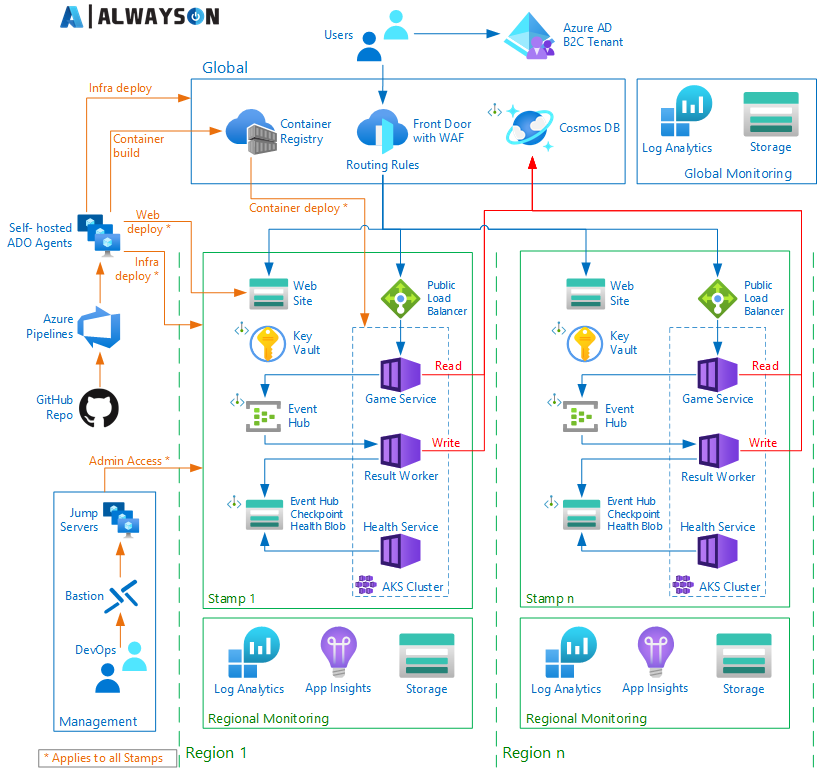 ALWAYSON
Users
Azure AD
B2C Tenant
Global
Infra deploy
Container
build
Container
Registry
Front Door
with WAF
Routing Rules
Cosmos DB
Log Analytics
Storage
Global Monitoring
Container deploy *
Self- hosted
ADO Agents
Web
deploy *
Infra
deploy *
Azure
Pipelines
GitHub
Repo
Web
Site
Public
Load
Balancer
Key
Vault
Read
Game Service
Event
Hub
Write
Result Worker
Event Hub
Checkpoint
Health Blob
Health Service
AKS Cluster
Stamp 1
Web
Site
Public
Load
Balancer
Key
Vault
Read
Game Service
Event
Hub
Write
Result Worker
Event Hub
Checkpoint
Health Blob
Health Service
AKS Cluster
Stamp n
Admin Access *
Jump
Servers
Bastion
DevOps
Management
Log Analytics
App Insights
Storage
Regional Monitoring
Log Analytics
App Insights
Storage
Regional Monitoring
* Applies to all Stamps
Region 1
Region n